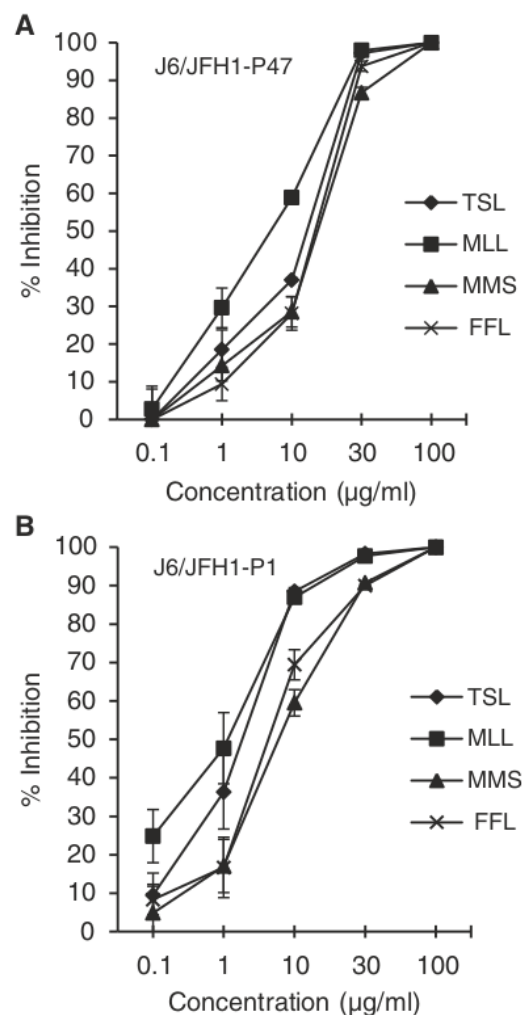 A
J6/JFH1-P47
% Inhibition
100
90
80
70
60
50
40
30
20
10
0
0.1 1 10 30 100
Concentration (µg/ml)
TSL
MLL
MMS
FFL
B
J6/JFH1-P1
% Inhibition
100
90
80
70
60
50
40
30
20
10
0
0.1 1 10 30 100
Concentration (µg/ml)
TSL
MLL
MMS
FFL